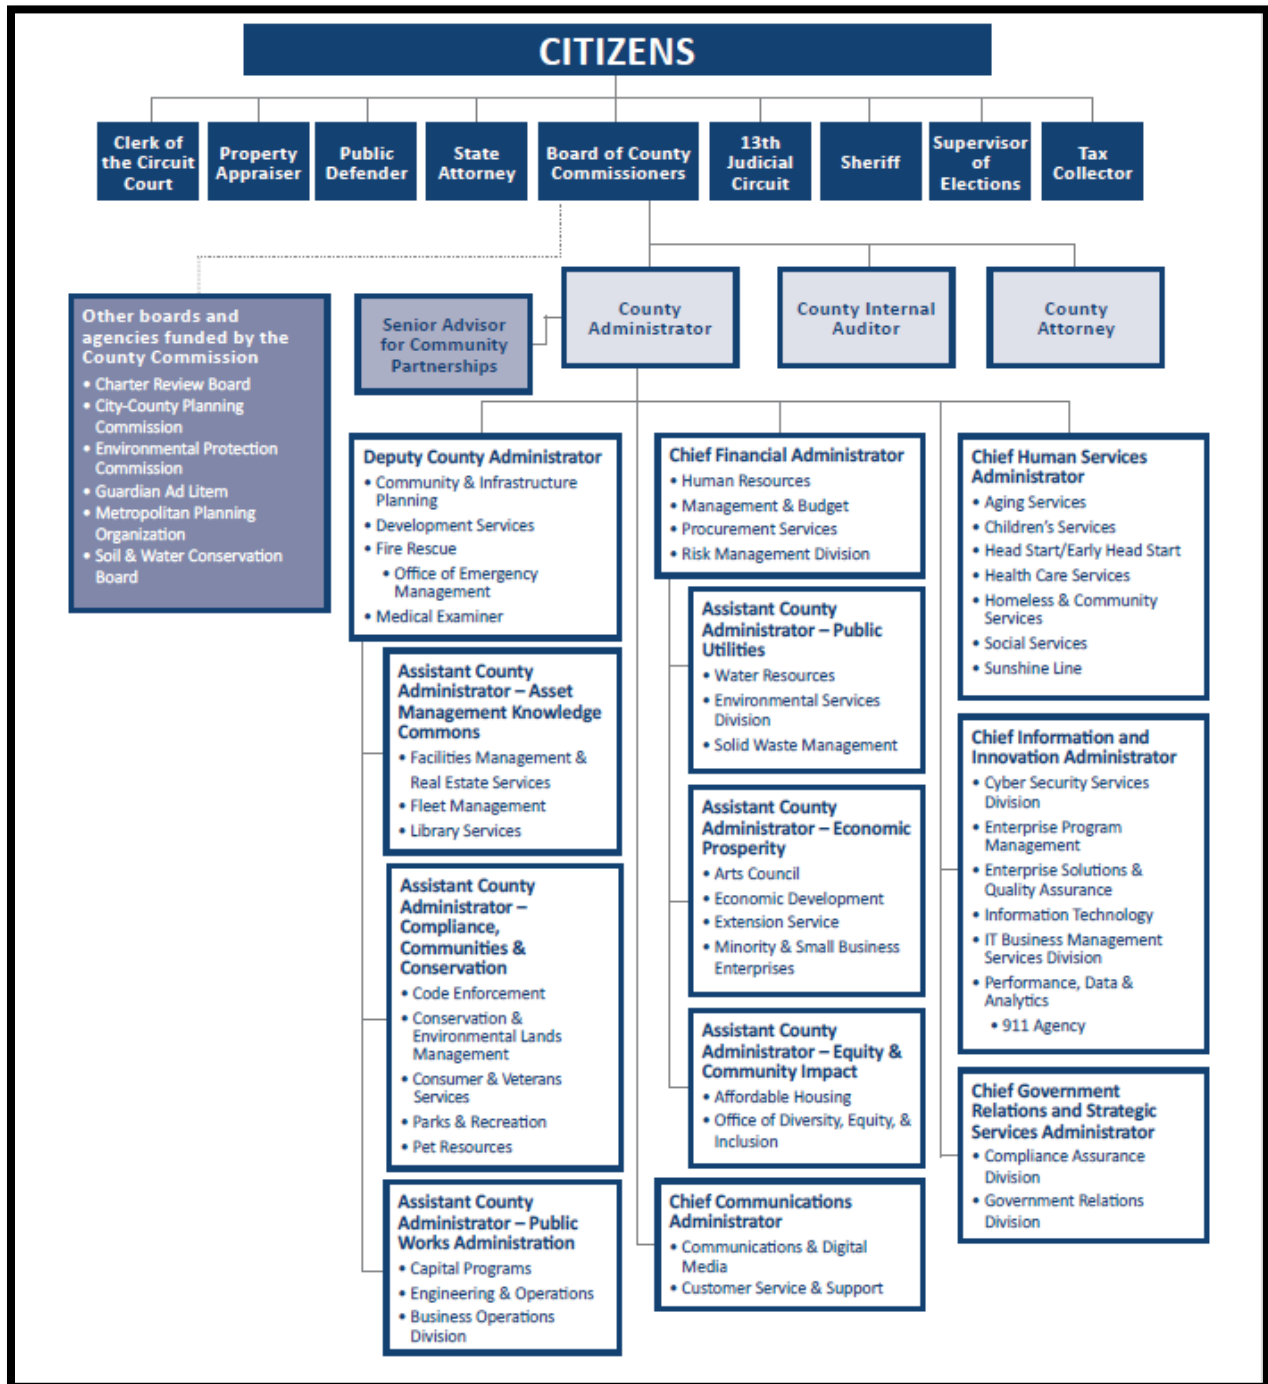 CITIZENS
Clerk of
the Circuit
Court
Property
Appraiser
Public
Defender
State
Attorney
Board of County
Commissioners
13th
Judicial
Circuit
Sheriff
Supervisor
of
Elections
Tax
Collector
Other boards and
agencies funded by the
County Commission
• Charter Review Board
• City-County Planning
Commission
• Environmental Protection
Commission
• Guardian Ad Litem
• Metropolitan Planning
Organization
• Soil & Water Conservation
Board
Senior Advisor
for Community
Partnerships
County
Administrator
County Internal
Auditor
County
Attorney
Deputy County Administrator
• Community & Infrastructure
Planning
• Development Services
• Fire Rescue
• Office of Emergency
Management
• Medical Examiner
Assistant County
Administrator – Asset
Management Knowledge
Commons
• Facilities Management &
Real Estate Services
• Fleet Management
• Library Services
Assistant County
Administrator –
Compliance,
Communities &
Conservation
• Code Enforcement
• Conservation &
Environmental Lands
Management
• Consumer & Veterans
Services
• Parks & Recreation
• Pet Resources
Assistant County
Administrator – Public
Works Administration
• Capital Programs
• Engineering & Operations
• Business Operations
Division
Chief Financial Administrator
• Human Resources
• Management & Budget
• Procurement Services
• Risk Management Division
Assistant County
Administrator – Public
Utilities
• Water Resources
• Environmental Services
Division
• Solid Waste Management
Assistant County
Administrator – Economic
Prosperity
• Arts Council
• Economic Development
• Extension Service
• Minority & Small Business
Enterprises
Assistant County
Administrator – Equity &
Community Impact
• Affordable Housing
• Office of Diversity, Equity, &
Inclusion
Chief Communications
Administrator
• Communications & Digital
Media
• Customer Service & Support
Chief Human Services
Administrator
• Aging Services
• Children's Services
• Head Start/Early Head Start
• Health Care Services
• Homeless & Community
Services
• Social Services
• Sunshine Line
Chief Information and
Innovation Administrator
• Cyber Security Services
Division
• Enterprise Program
Management
• Enterprise Solutions &
Quality Assurance
• Information Technology
• IT Business Management
Services Division
• Performance, Data &
Analytics
• 911 Agency
Chief Government
Relations and Strategic
Services Administrator
• Compliance Assurance
Division
• Government Relations
Division